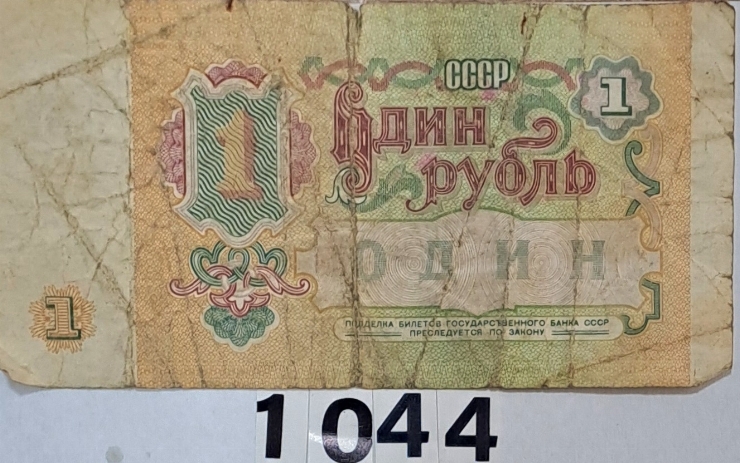 СССР
1
1
Один
рубль
ОДИН
1
ПОДДЕЛКА БИЛЕТОВ ГОСУДАРСТВЕННОГО БАНКА СССР
ПРЕСЛЕДУЕТСЯ ПО ЗАКОНУ
1044